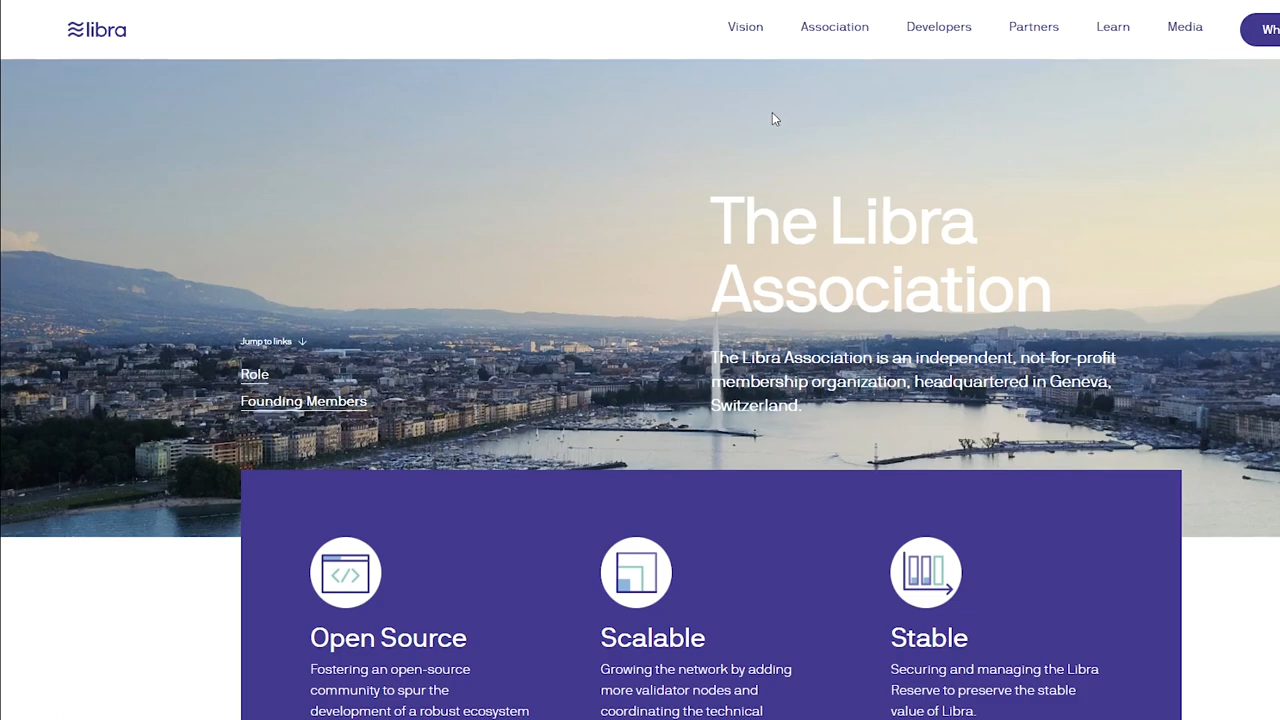 libra
Vision
Association
Developers
Partners
Learn
Media
Wh
The Libra
Association
Jump to links ↓
Role
Founding Members
The Libra Association is an independent, not-for-profit
membership organization, headquartered in Geneva,
Switzerland.
Open Source
Fostering an open-source
community to spur the
development of a robust ecosystem
Scalable
Growing the network by adding
more validator nodes and
coordinating the technical
Stable
Securing and managing the Libra
Reserve to preserve the stable
value of Libra.